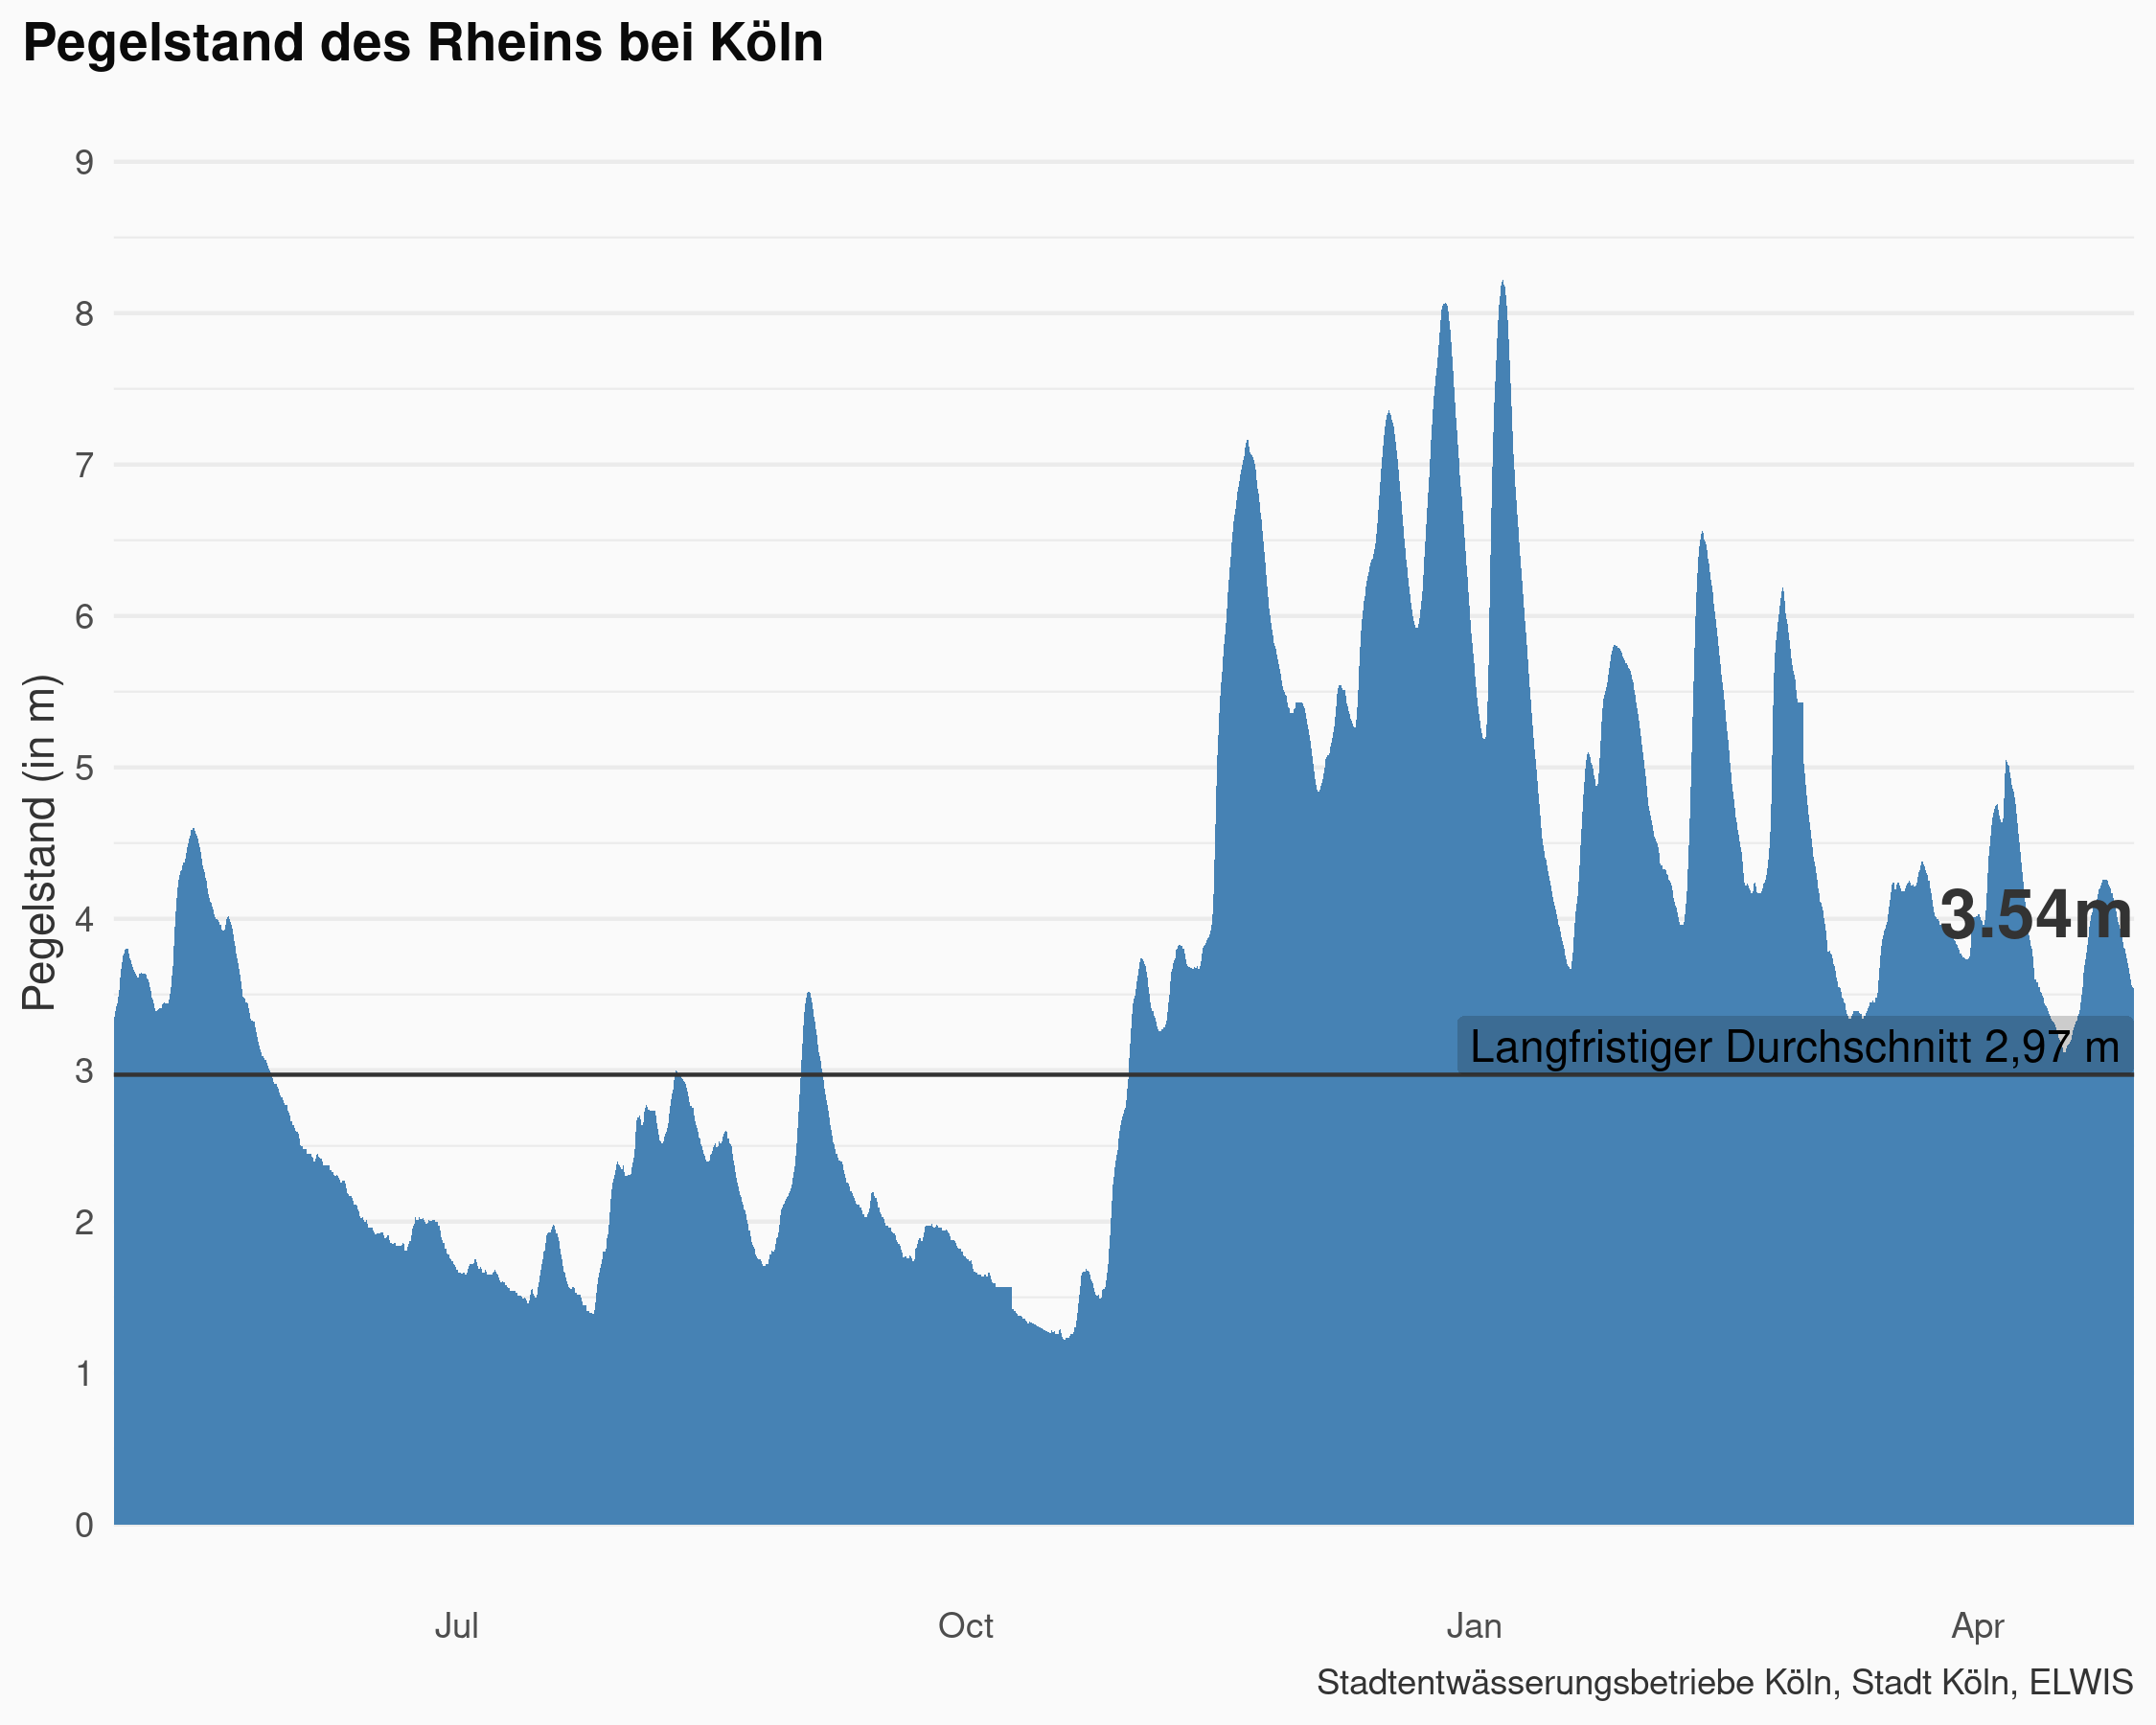 Pegelstand des Rheins bei Köln
Pegelstand (in m)
9
8
7
6
5
4
3
2
1
0
3.54m
Langfristiger Durchschnitt 2,97 m
Jul Oct Jan Apr
Stadtentwässerungsbetriebe Köln, Stadt Köln, ELWIS